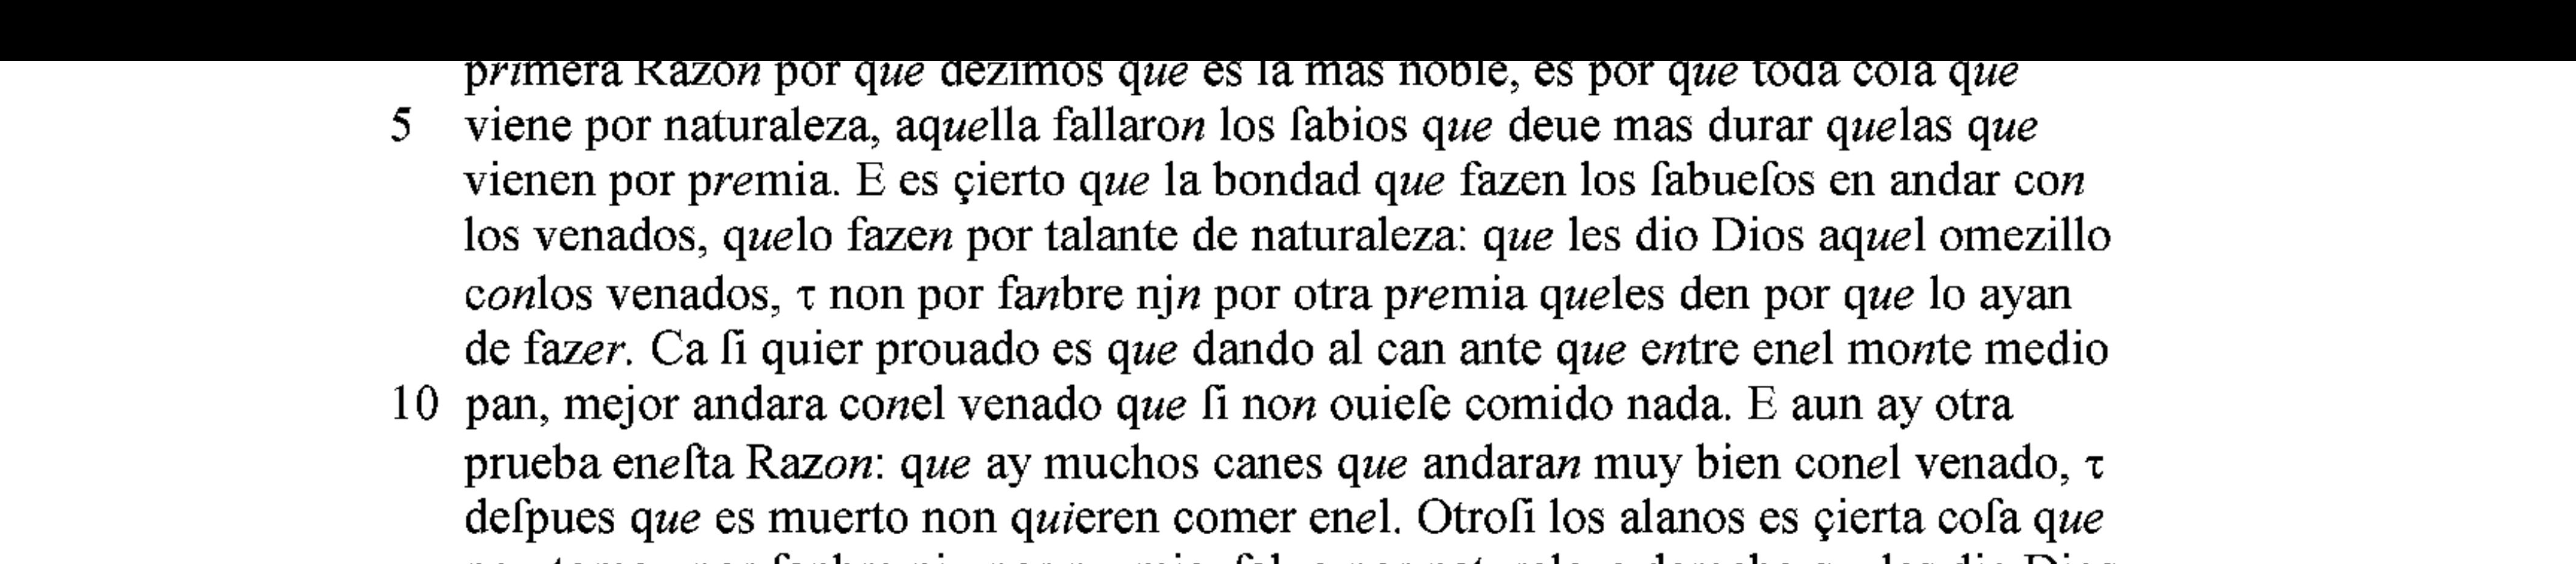 primera Razon por que dezimos que es la mas noble, es por que toda coſa que
5 viene por naturaleza, aquella fallaron los ſabios que deue mas durar quelas que
vienen por premia. E es çierto que la bondad que fazen los ſabueſos en andar con
los venados, quelo fazen por talante de naturaleza: que les dio Dios aquel omezillo
conlos venados, τ non por fanbre njn por otra premia queles den por que lo ayan
de fazer. Ca ſi quier prouado es que dando al can ante que entre enel monte medio
10 pan, mejor andara conel venado que ſi non ouieſe comido nada. E aun ay otra
prueba eneſta Razon: que ay muchos canes que andaran muy bien conel venado, τ
deſpues que es muerto non quieren comer enel. Otroſi los alanos es çierta coſa que